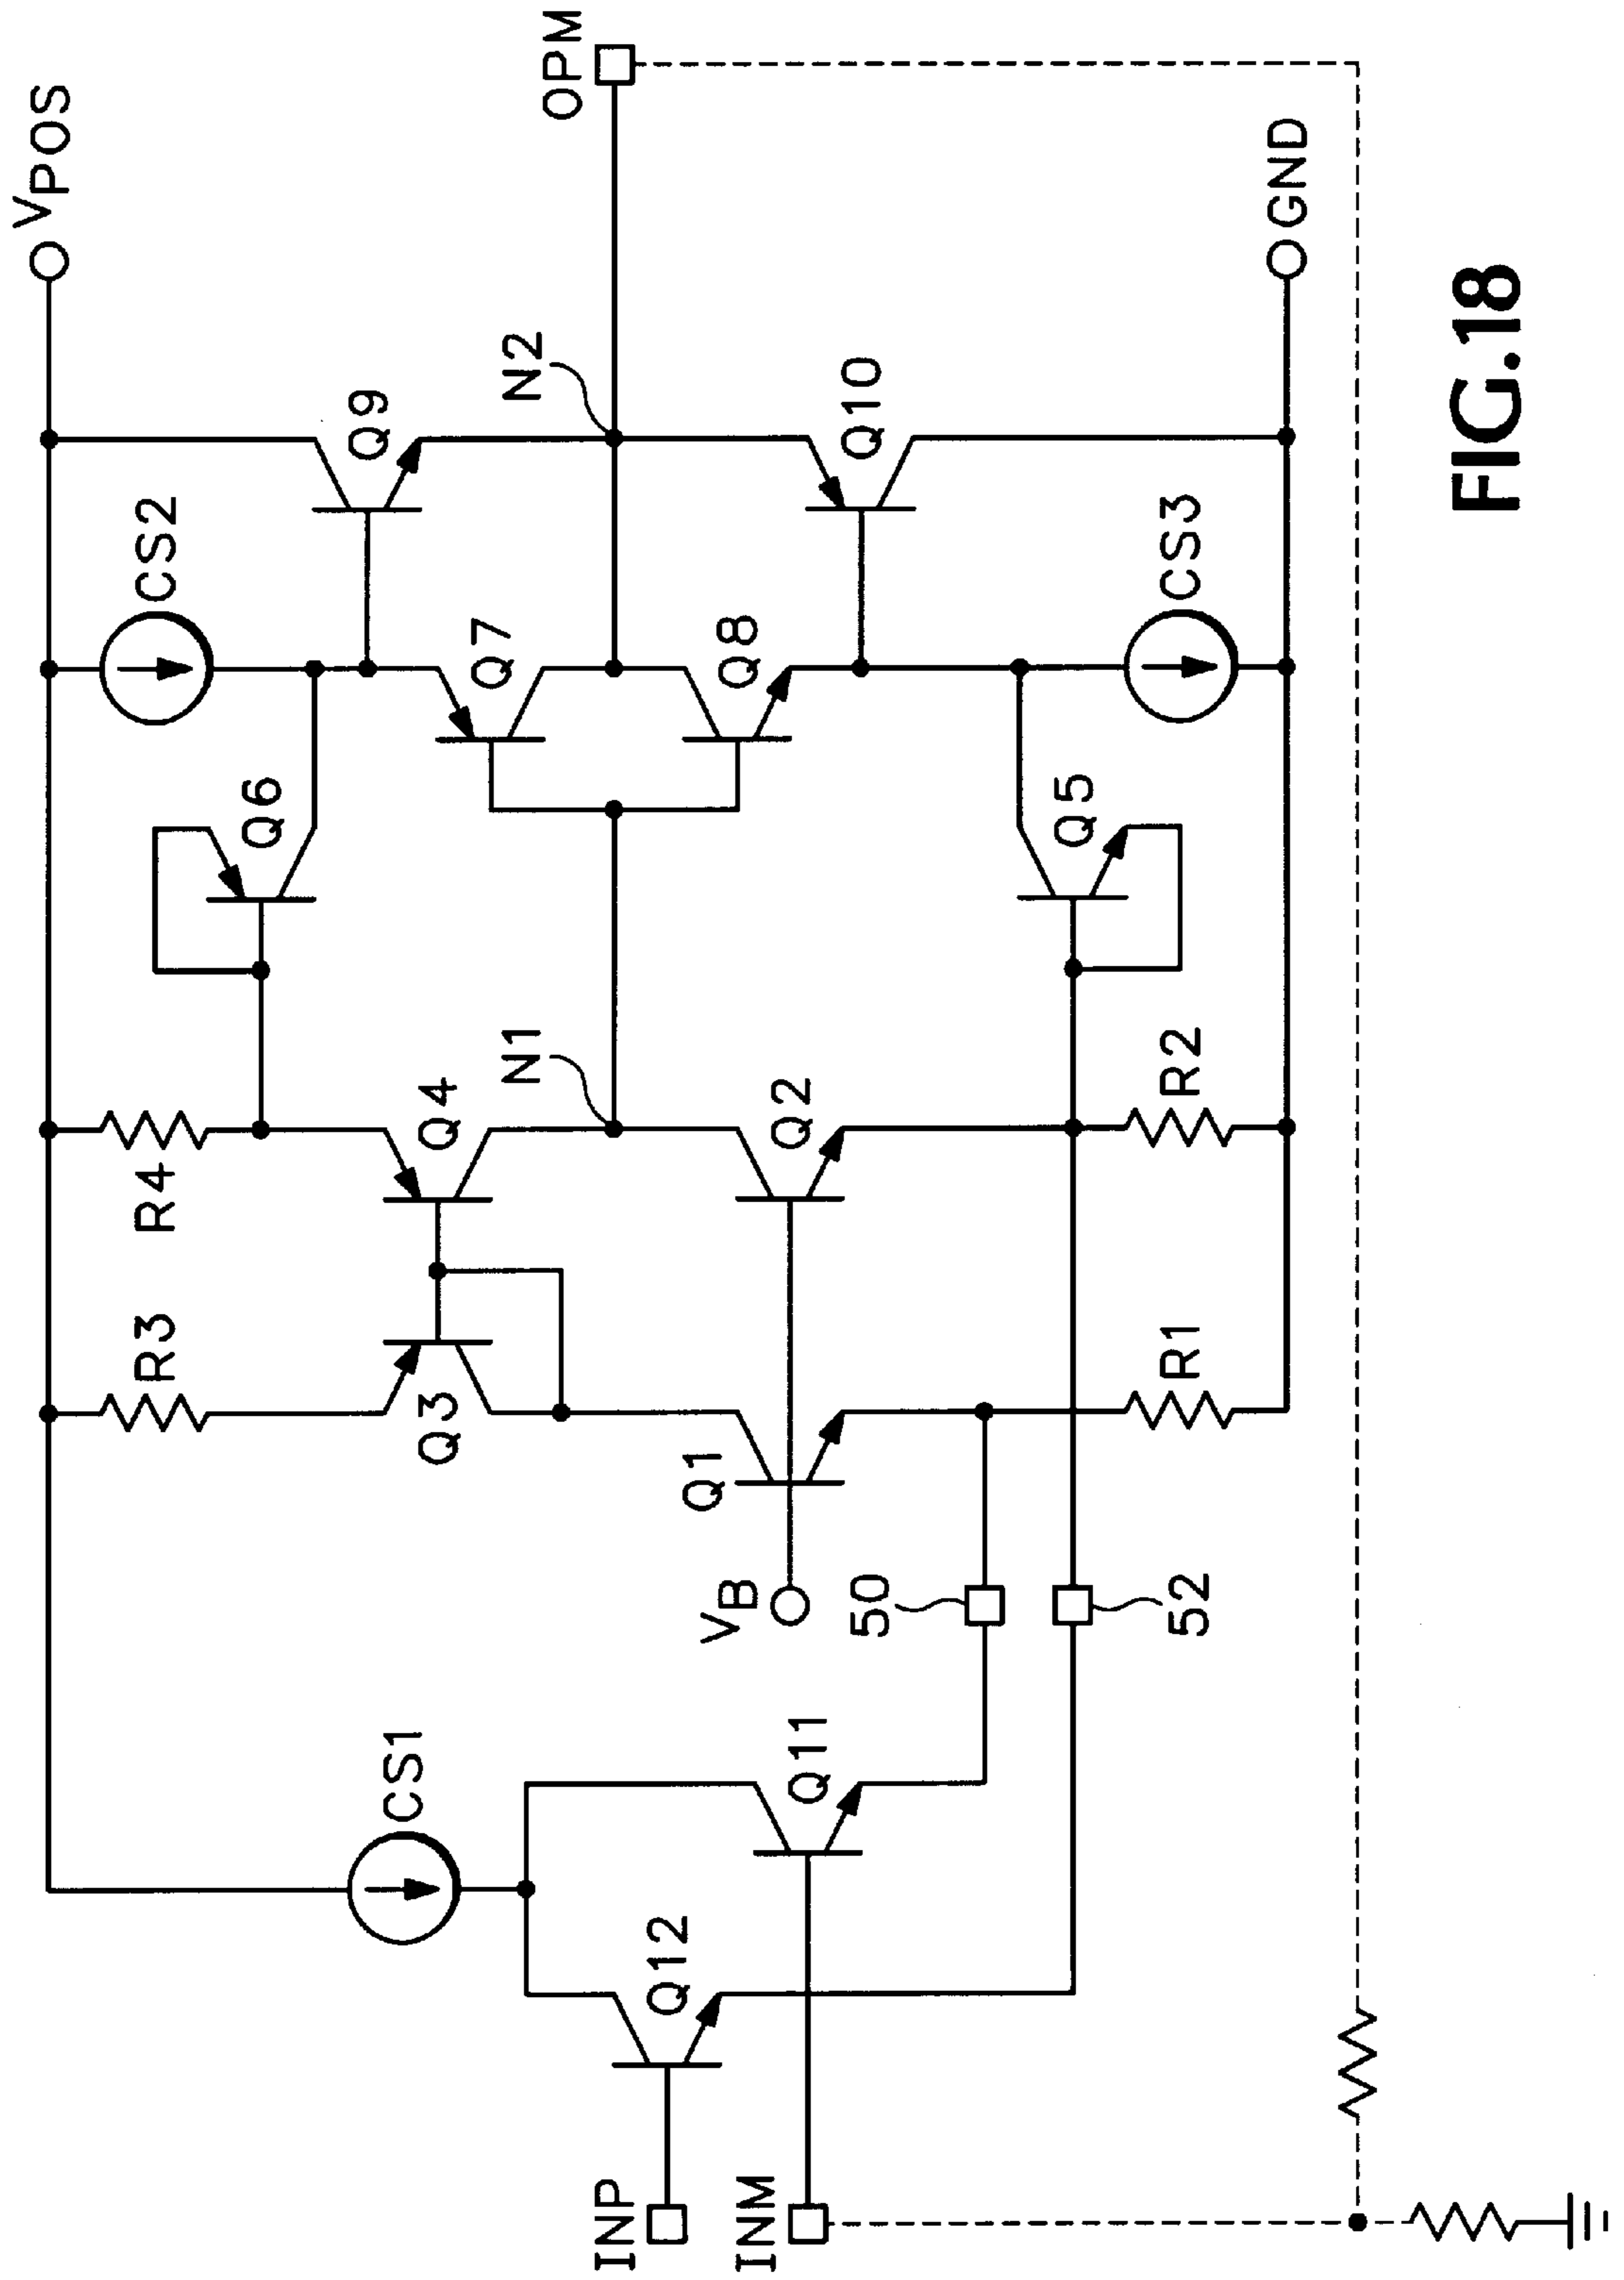 VPOS
OPM
CS2
Q9
N2
Q6
Q7
Q8
Q10
GND
CS3
Q5
R4
Q4
N1
Q2
R2
R3
Q3
Q1
R1
VB
50
52
CS1
Q11
Q12
INP
INM
FIG.18